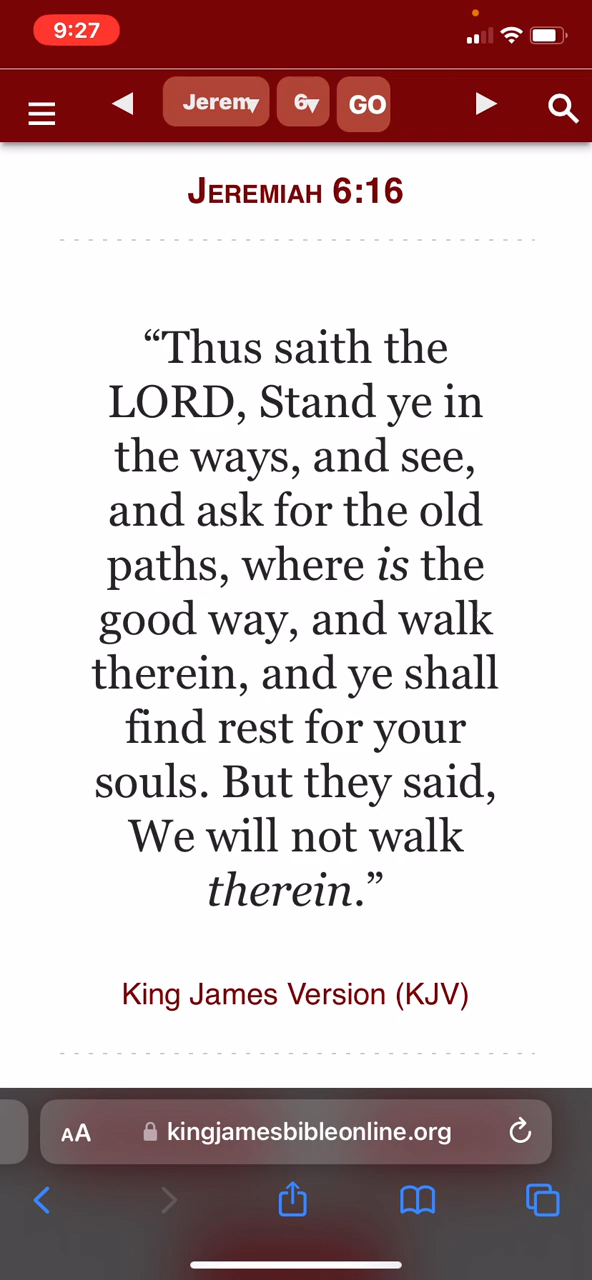 9:27
Jerem 6 GO
JEREMIAH 6:16
“Thus saith the
LORD, Stand ye in
the ways, and see,
and ask for the old
paths, where is the
good way, and walk
therein, and ye shall
find rest for your
souls. But they said,
We will not walk
therein.”
King James Version (KJV)
AA kingjamesbibleonline.org